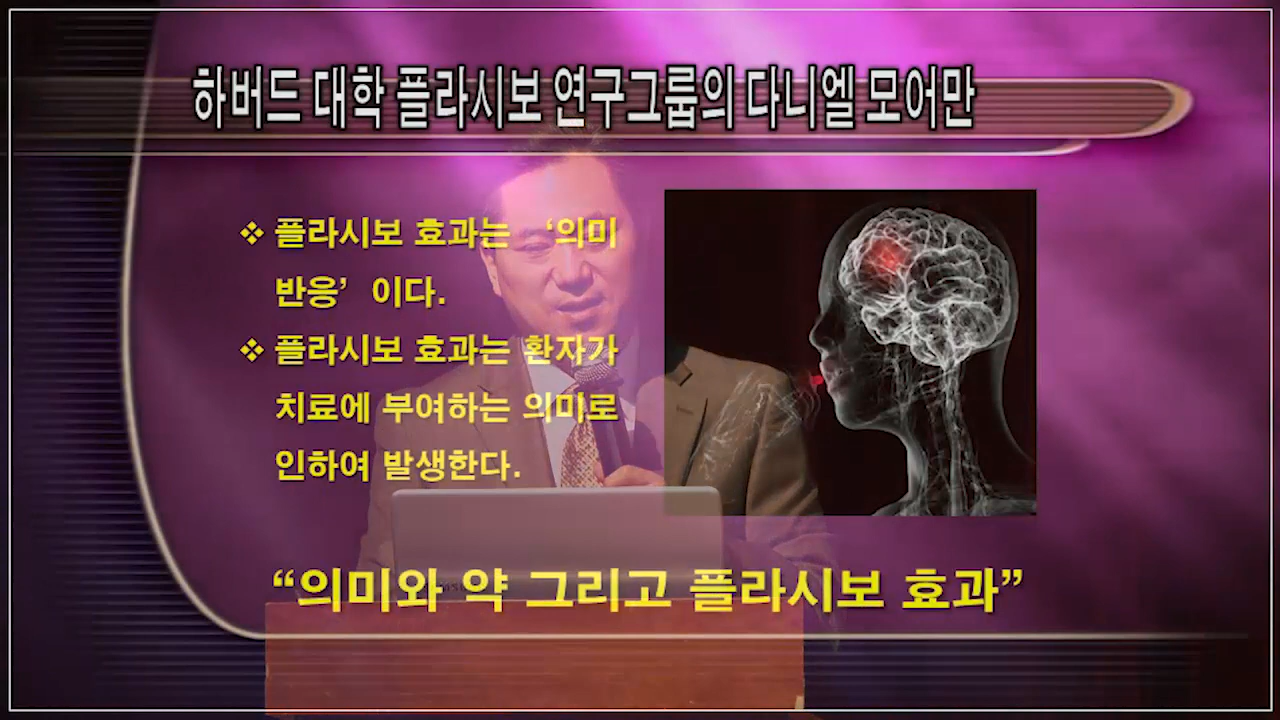 하버드 대학 플라시보 연구그룹의 다니엘 모어만
❖ 플라시보 효과는 ‘의미
반응’ 이다.
❖ 플라시보 효과는 환자가
치료에 부여하는 의미로
인하여 발생한다.
“의미와 약 그리고 플라시보 효과”